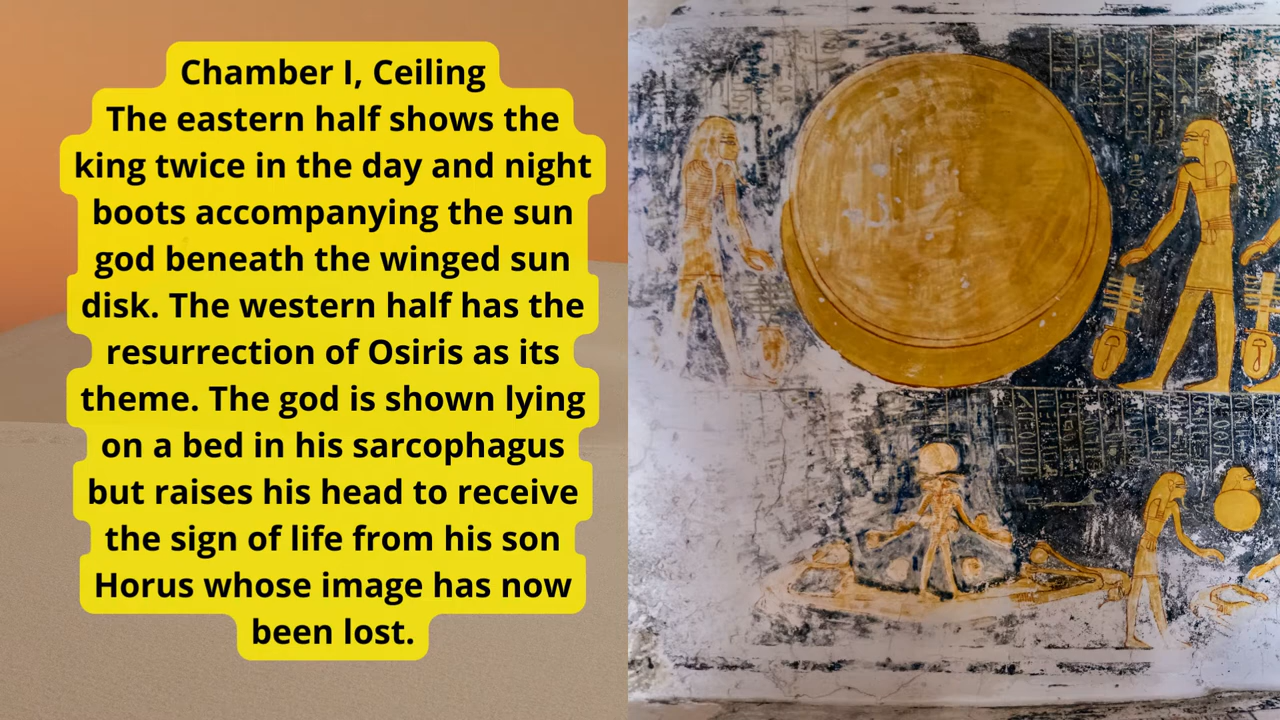 Chamber I, Ceiling
The eastern half shows the
king twice in the day and night
boots accompanying the sun
god beneath the winged sun
disk. The western half has the
resurrection of Osiris as its
theme. The god is shown lying
on a bed in his sarcophagus
but raises his head to receive
the sign of life from his son
Horus whose image has now
been lost.